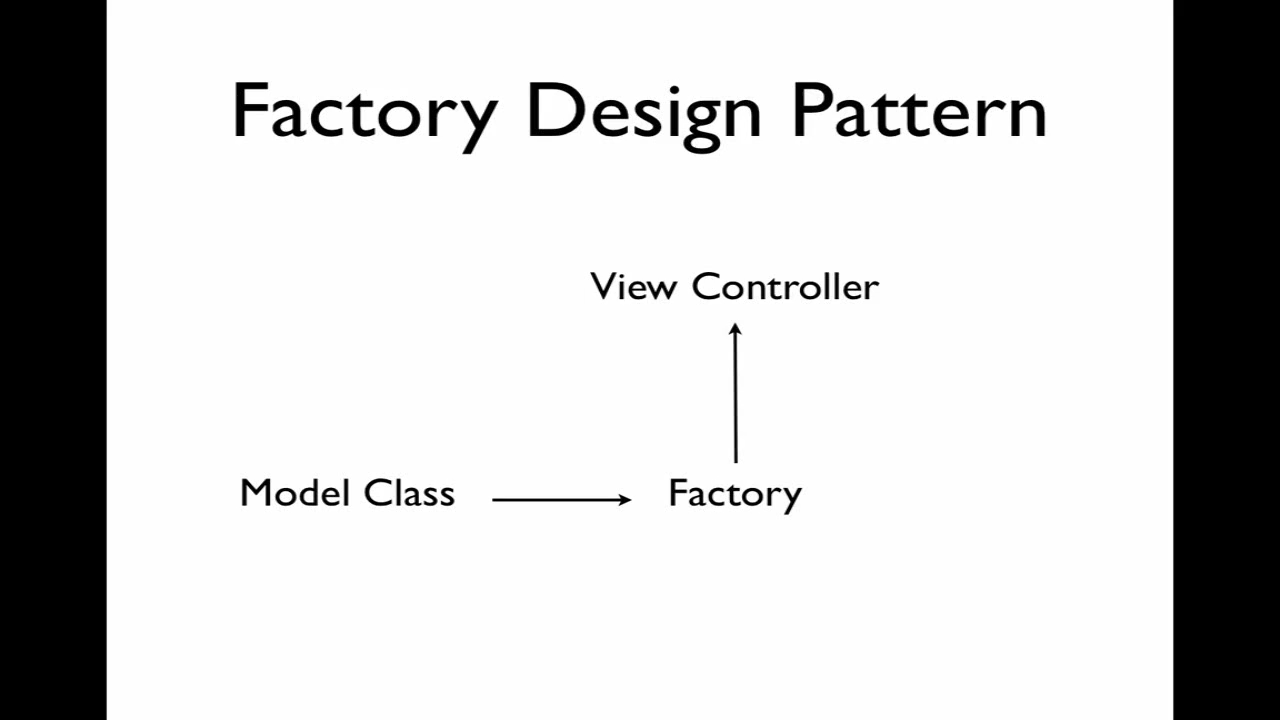 Factory Design Pattern
View Controller
Model Class
Factory